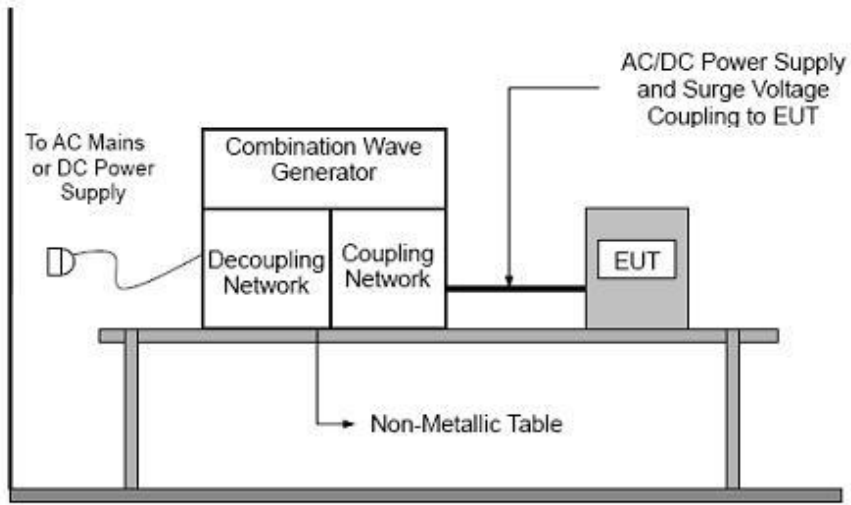 AC/DC Power Supply
and Surge Voltage
Coupling to EUT
To AC Mains
or DC Power
Supply
Combination Wave
Generator
Decoupling
Network
Coupling
Network
EUT
Non-Metallic Table